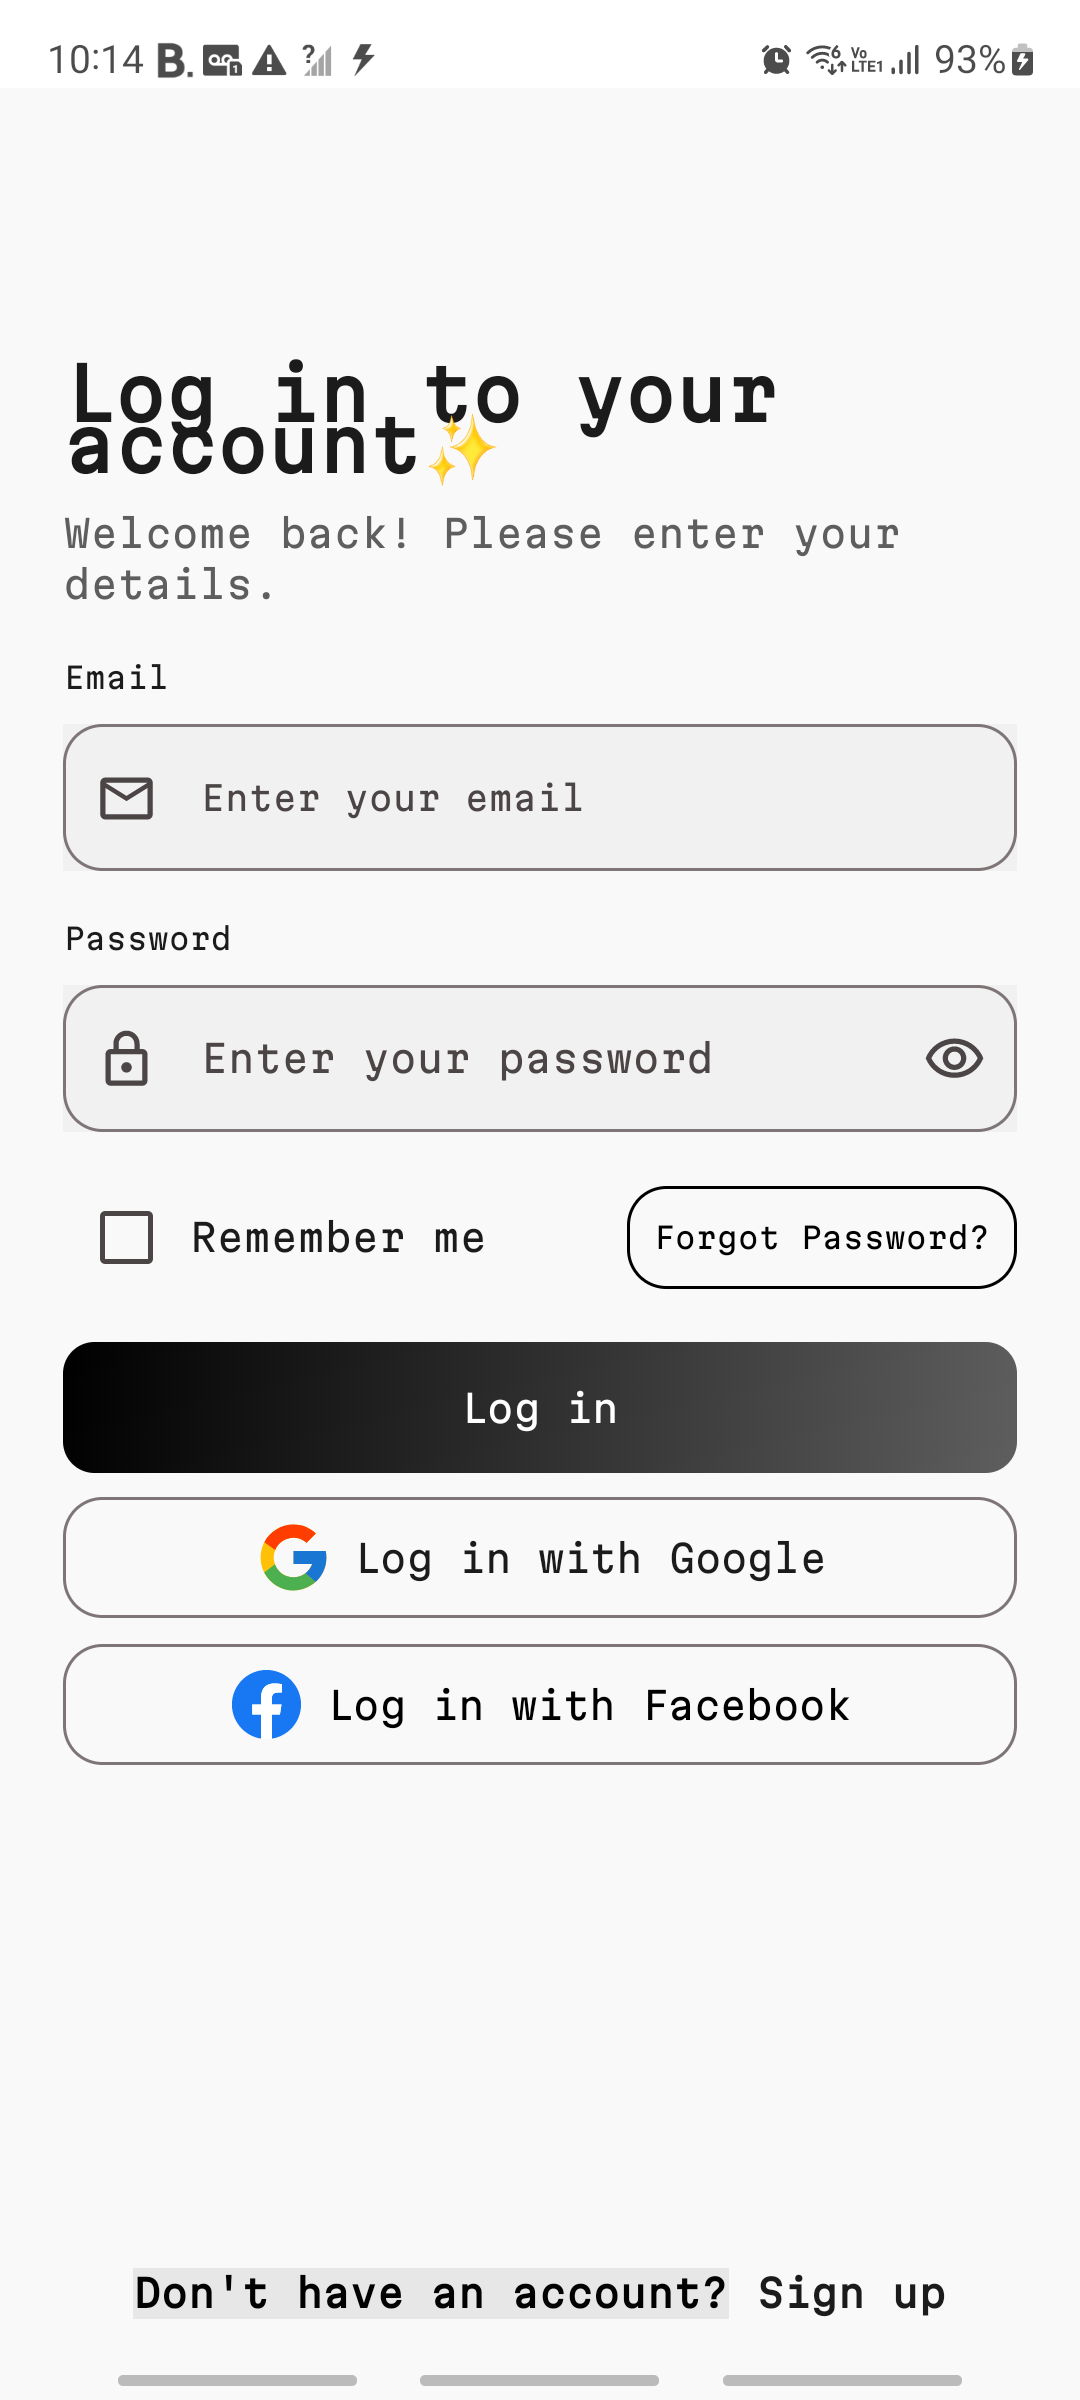 10:14 B. 93%
Log in to your
account✨
Welcome back! Please enter your
details.
Email
Enter your email
Password
Enter your password
Remember me Forgot Password?
Log in
Log in with Google
Log in with Facebook
Don't have an account? Sign up